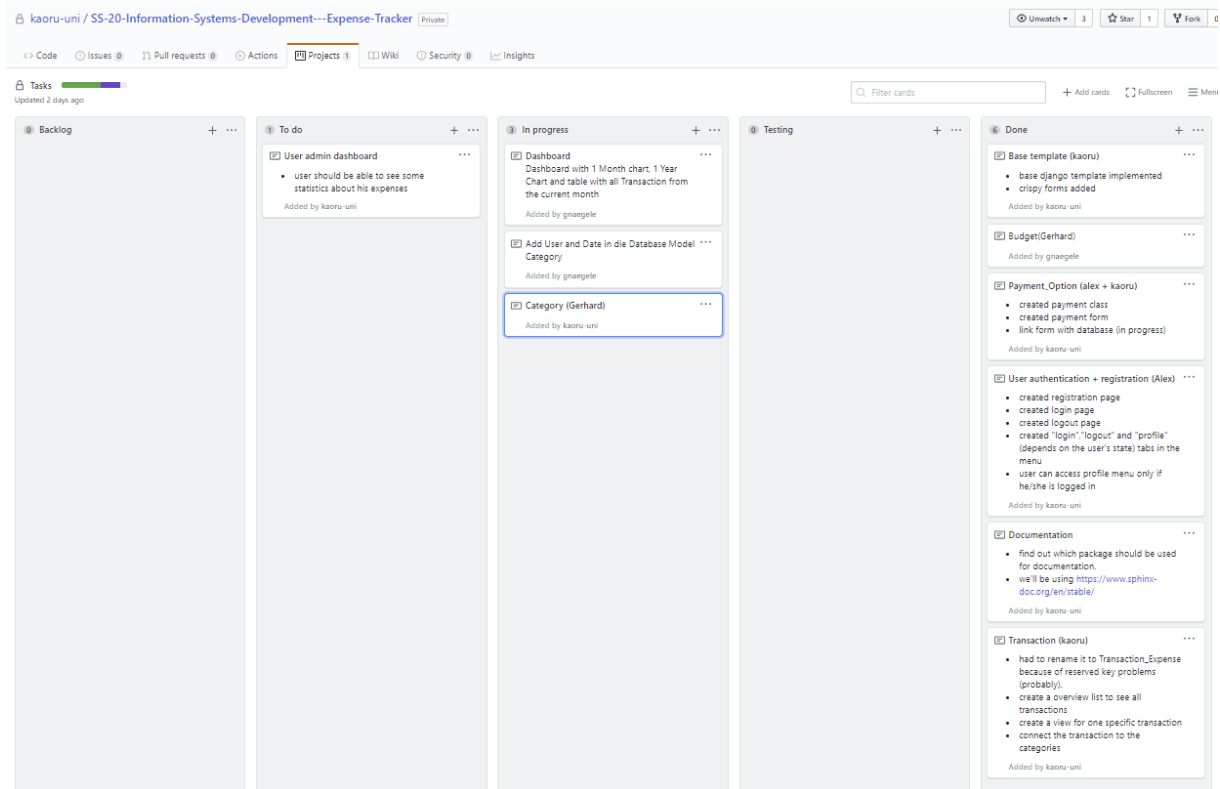 kaoru-uni / SS-20-Information-Systems-Development---Expense-Tracker Private
Unwatch 3 Star 1 Fork 0
Code Issues 0 Pull requests 0 Actions Projects 1 Wiki Security 0 Insights
Tasks
Updated 2 days ago
Filter cards
+ Add cards Fullscreen Menu
0 Backlog + ...
1 To do + ...
User admin dashboard ...
• user should be able to see some
statistics about his expenses
Added by kaoru-uni
3 In progress + ...
Dashboard ...
Dashboard with 1 Month chart, 1 Year
Chart and table with all Transaction from
the current month
Added by gnaegele
Add User and Date in die Database Model ...
Category
Added by gnaegele
Category (Gerhard) ...
Added by kaoru-uni
0 Testing + ...
6 Done + ...
Base template (kaoru) ...
• base django template implemented
• crispy forms added
Added by kaoru-uni
Budget(Gerhard) ...
Added by gnaegele
Payment_Option (alex + kaoru) ...
• created payment class
• created payment form
• link form with database (in progress)
Added by kaoru-uni
User authentication + registration (Alex) ...
• created registration page
• created login page
• created logout page
• created "login","logout" and "profile"
(depends on the user's state) tabs in the
menu
• user can access profile menu only if
he/she is logged in
Added by kaoru-uni
Documentation ...
• find out which package should be used
for documentation.
• we'll be using https://www.sphinx-
doc.org/en/stable/
Added by kaoru-uni
Transaction (kaoru) ...
• had to rename it to Transaction_Expense
because of reserved key problems
(probably).
• create a overview list to see all
transactions
• create a view for one specific transaction
• connect the transaction to the
categories
Added by kaoru-uni